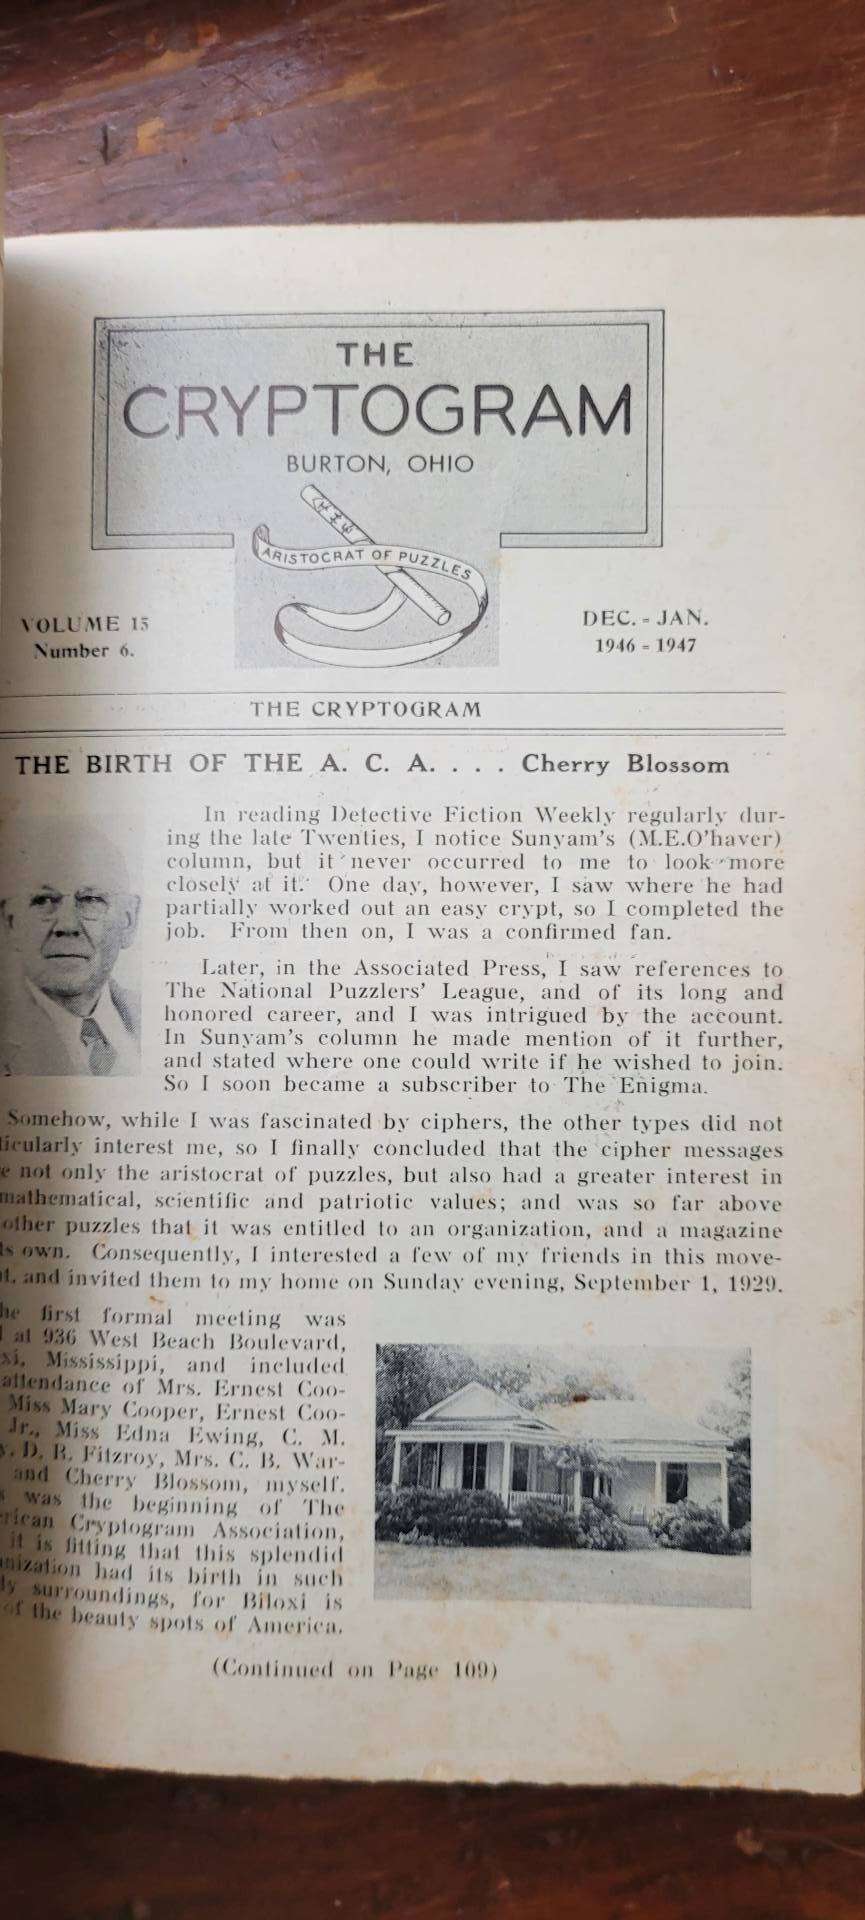 THE
CRYPTOGRAM
BURTON, OHIO
ARISTOCRAT OF PUZZLES
VOLUME 15
Number 6.
DEC. - JAN.
1946 - 1947
THE CRYPTOGRAM
THE BIRTH OF THE A. C. A. . . . . Cherry Blossom
In reading Detective Fiction Weekly regularly dur-
ing the late Twenties, I notice Sunyam's (M.E.O'haver)
column, but it never occurred to me to look more
closely at it. One day, however, I saw where he had
partially worked out an easy crypt, so I completed the
job. From then on, I was a confirmed fan.
Later, in the Associated Press, I saw references to
The National Puzzlers' League, and of its long and
honored career, and I was intrigued by the account.
In Sunyam's column he made mention of it further,
and stated where one could write if he wished to join.
So I soon became a subscriber to The Enigma.
Somehow, while I was fascinated by ciphers, the other types did not
icularly interest me, so I finally concluded that the cipher messages
e not only the aristocrat of puzzles, but also had a greater interest in
mathematical, scientific and patriotic values; and was so far above
other puzzles that it was entitled to an organization, and a magazine
s own. Consequently, I interested a few of my friends in this move-
t, and invited them to my home on Sunday evening, September 1, 1929.
he first formal meeting was
at 936 West Beach Boulevard,
xi, Mississippi, and included
attendance of Mrs. Ernest Coo-
Miss Mary Cooper, Ernest Coo-
Jr., Miss Edna Ewing, C. M.
y. D. R. Fitzroy, Mrs. C. B. War-
and Cherry Blossom, myself.
s was the beginning of The
rican Cryptogram Association,
it is fitting that this splendid
nization had its birth in such
ly surroundings, for Biloxi is
of the beauty spots of America.
(Continued on Page 109)